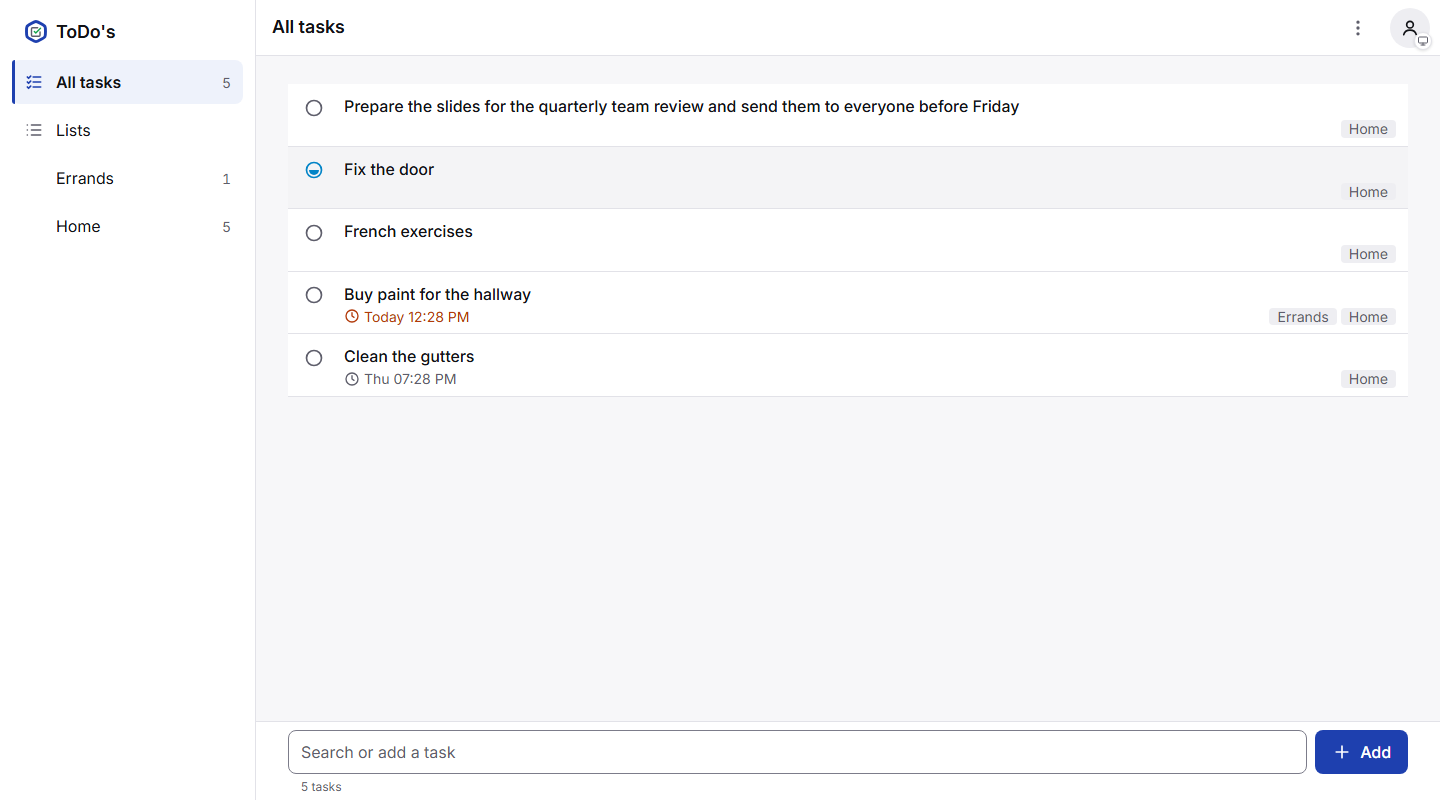 ToDo's
All tasks 5
Lists
Errands 1
Home 5
All tasks
Prepare the slides for the quarterly team review and send them to everyone before Friday
Home
Fix the door
Home
French exercises
Home
Buy paint for the hallway
Today 12:28 PM Errands Home
Clean the gutters
Thu 07:28 PM Home
Search or add a task
Add
5 tasks